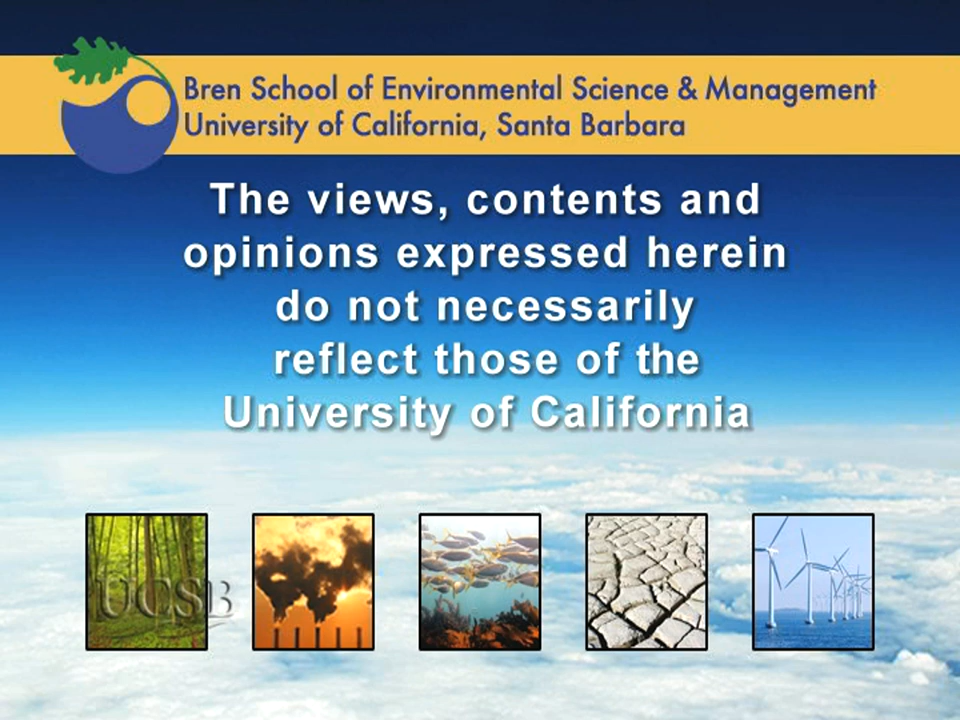 Bren School of Environmental Science & Management
University of California, Santa Barbara
The views, contents and
opinions expressed herein
do not necessarily
reflect those of the
University of California
UCSB